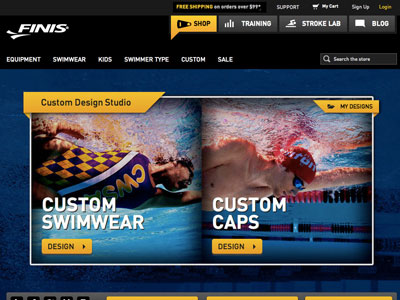 FREE SHIPPING on orders over $99*
SUPPORT
My Cart
Sign Up
Login
FINIS
SHOP
TRAINING
STROKE LAB
BLOG
EQUIPMENT
SWIMWEAR
KIDS
SWIMMER TYPE
CUSTOM
SALE
Search the store
Custom Design Studio
MY DESIGNS
CUSTOM
SWIMWEAR
DESIGN
CUSTOM
CAPS
DESIGN